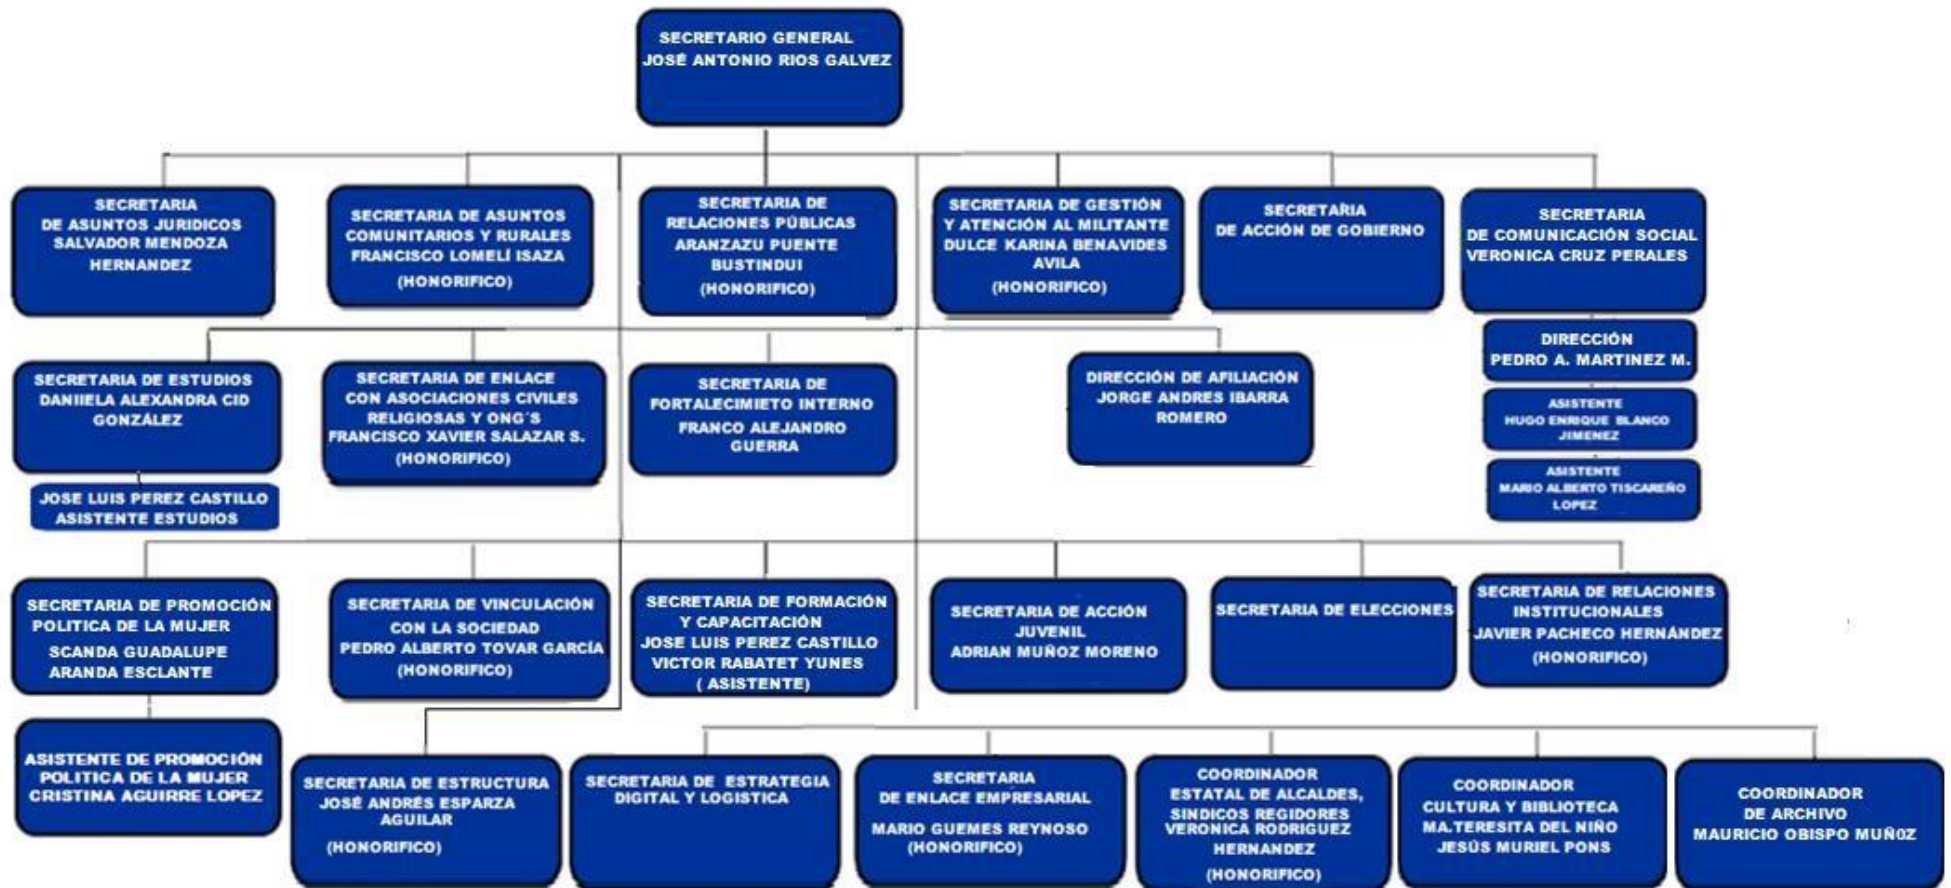 SECRETARIO GENERAL
JOSÉ ANTONIO RIOS GALVEZ
SECRETARIA
DE ASUNTOS JURIDICOS
SALVADOR MENDOZA
HERNANDEZ
SECRETARIA DE ASUNTOS
COMUNITARIOS Y RURALES
FRANCISCO LOMELÍ ISAZA
(HONORIFICO)
SECRETARIA DE
RELACIONES PÚBLICAS
ARANZAZU PUENTE
BUSTINDUI
(HONORIFICO)
SECRETARIA DE GESTIÓN
Y ATENCIÓN AL MILITANTE
DULCE KARINA BENAVIDES
AVILA
(HONORIFICO)
SECRETARÍA
DE ACCIÓN DE GOBIERNO
SECRETARIA
DE COMUNICACIÓN SOCIAL
VERONICA CRUZ PERALES
DIRECCIÓN
PEDRO A. MARTINEZ M.
ASISTENTE
HUGO ENRIQUE BLANCO
JIMENEZ
ASISTENTE
MARIO ALBERTO TISCAREÑO
LOPEZ
SECRETARIA DE ESTUDIOS
DANIIELA ALEXANDRA CID
GONZÁLEZ
JOSE LUIS PEREZ CASTILLO
ASISTENTE ESTUDIOS
SECRETARIA DE ENLACE
CON ASOCIACIONES CIVILES
RELIGIOSAS Y ONG´S
FRANCISCO XAVIER SALAZAR S.
(HONORIFICO)
SECRETARIA DE
FORTALECIMIETO INTERNO
FRANCO ALEJANDRO
GUERRA
DIRECCIÓN DE AFILIACIÓN
JORGE ANDRES IBARRA
ROMERO
SECRETARIA DE PROMOCIÓN
POLITICA DE LA MUJER
SCANDA GUADALUPE
ARANDA ESCLANTE
ASISTENTE DE PROMOCIÓN
POLITICA DE LA MUJER
CRISTINA AGUIRRE LOPEZ
SECRETARIA DE VINCULACIÓN
CON LA SOCIEDAD
PEDRO ALBERTO TOVAR GARCÍA
(HONORIFICO)
SECRETARIA DE FORMACIÓN
Y CAPACITACIÓN
JOSE LUIS PEREZ CASTILLO
VICTOR RABATET YUNES
( ASISTENTE)
SECRETARIA DE ACCIÓN
JUVENIL
ADRIAN MUÑOZ MORENO
SECRETARIA DE ELECCIONES
SECRETARIA DE RELACIONES
INSTITUCIONALES
JAVIER PACHECO HERNÁNDEZ
(HONORIFICO)
SECRETARIA DE ESTRUCTURA
JOSÉ ANDRÉS ESPARZA
AGUILAR
(HONORIFICO)
SECRETARIA DE ESTRATEGIA
DIGITAL Y LOGISTICA
SECRETARIA
DE ENLACE EMPRESARIAL
MARIO GUEMES REYNOSO
(HONORIFICO)
COORDINADOR
ESTATAL DE ALCALDES,
SINDICOS REGIDORES
VERONICA RODRIGUEZ
HERNANDEZ
(HONORIFICO)
COORDINADOR
CULTURA Y BIBLIOTECA
MA.TERESITA DEL NIÑO
JESÚS MURIEL PONS
COORDINADOR
DE ARCHIVO
MAURICIO OBISPO MUÑ0Z